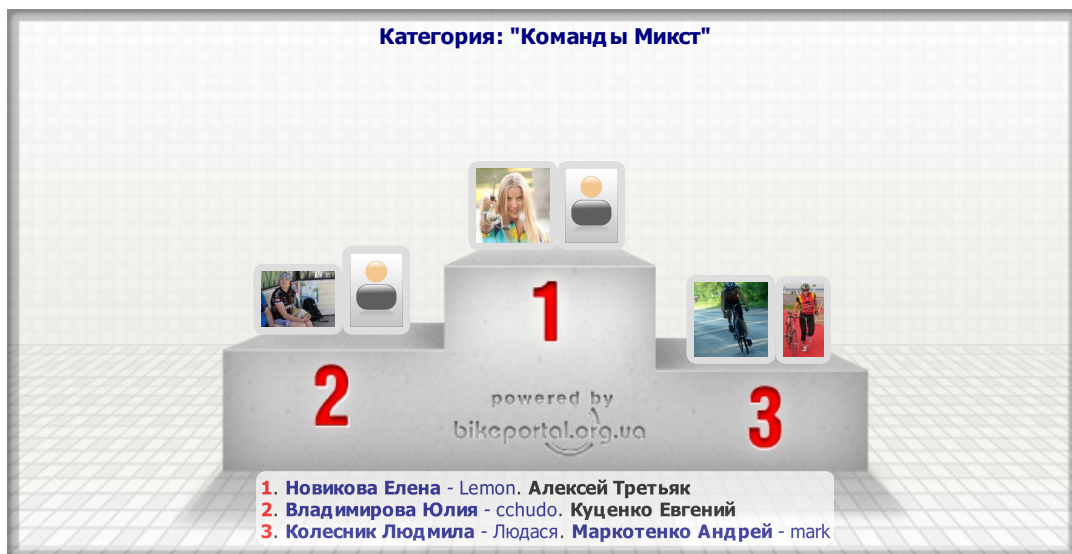 Категория: "Команды Микст"
1
2
3
powered by
bikeportal.org.ua
1. Новикова Елена - Lemon. Алексей Третьяк
2. Владимирова Юлия - cchudo. Куценко Евгений
3. Колесник Людмила - Людася. Маркотенко Андрей - mark